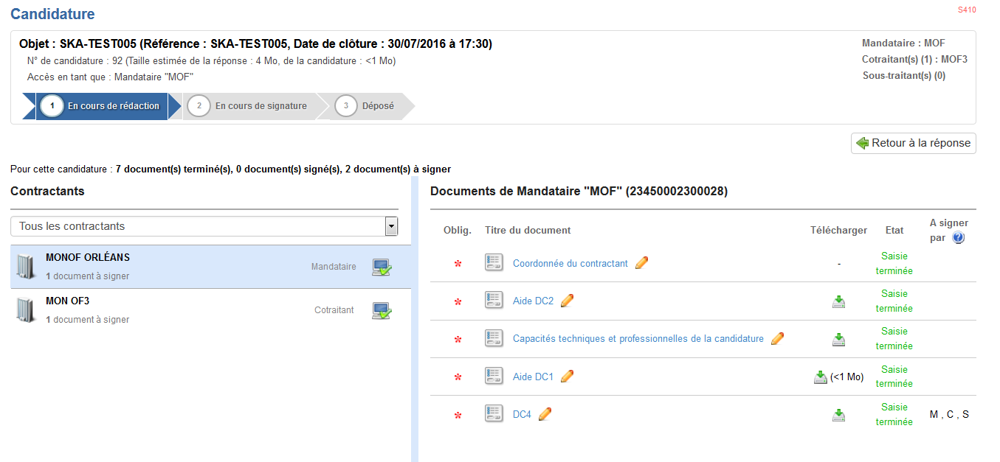 Candidature
S410
Objet : SKA-TEST005 (Référence : SKA-TEST005, Date de clôture : 30/07/2016 à 17:30)
N° de candidature : 92 (Taille estimée de la réponse : 4 Mo, de la candidature : <1 Mo)
Accès en tant que : Mandataire "MOF"
Mandataire : MOF
Cotraitant(s) (1) : MOF3
Sous-traitant(s) (0)
1 En cours de rédaction 2 En cours de signature 3 Déposé
Retour à la réponse
Pour cette candidature : 7 document(s) terminé(s), 0 document(s) signé(s), 2 document(s) à signer
Contractants
Tous les contractants
MONOF ORLÉANS
1 document à signer
Mandataire
MON OF3
1 document à signer
Cotraitant
Documents de Mandataire "MOF" (23450002300028)
Oblig. Titre du document Télécharger Etat A signer par ?
* Coordonnée du contractant - Saisie terminée
* Aide DC2 Saisie terminée
* Capacités techniques et professionnelles de la candidature Saisie terminée
* Aide DC1 (<1 Mo) Saisie terminée
* DC4 Saisie terminée M , C , S